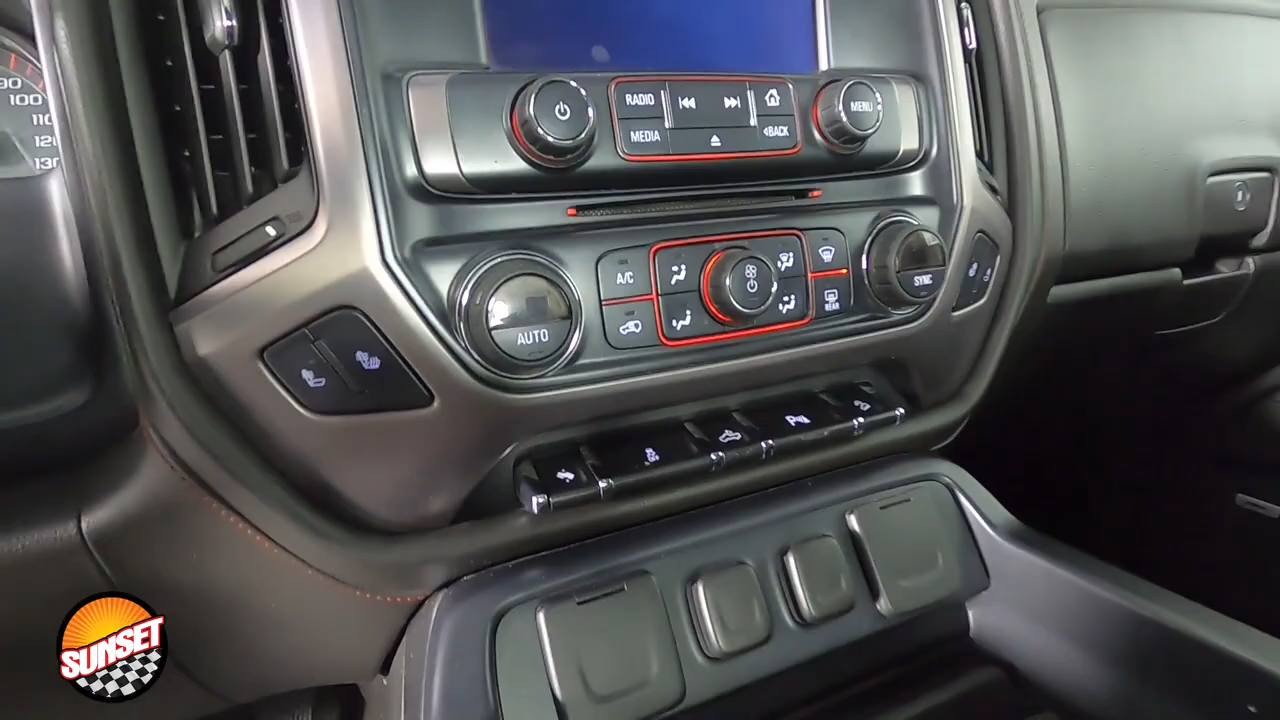 90
100
110
120
130
RADIO
MENU
MEDIA
BACK
A/C
AUTO
SYNC
REAR
SUNSET